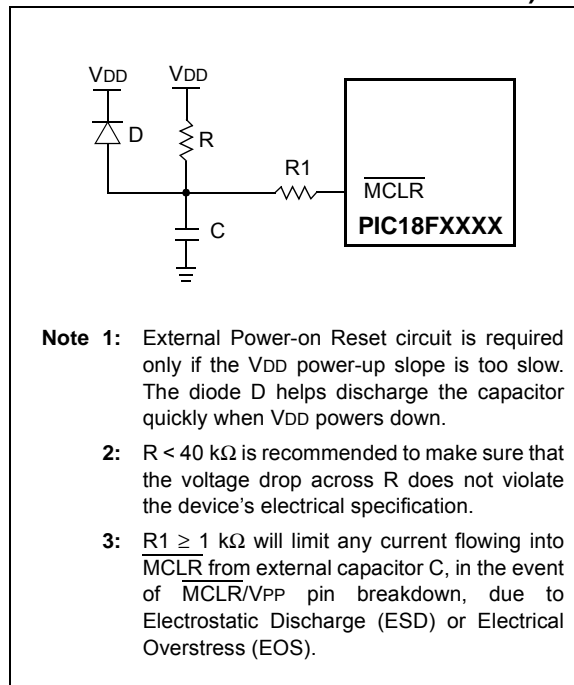 VDD VDD
D
R
R1
MCLR
PIC18FXXXX
C
Note 1: External Power-on Reset circuit is required
only if the VDD power-up slope is too slow.
The diode D helps discharge the capacitor
quickly when VDD powers down.
2: R < 40 kΩ is recommended to make sure that
the voltage drop across R does not violate
the device’s electrical specification.
3: R1 ≥ 1 kΩ will limit any current flowing into
MCLR from external capacitor C, in the event
of MCLR/VPP pin breakdown, due to
Electrostatic Discharge (ESD) or Electrical
Overstress (EOS).